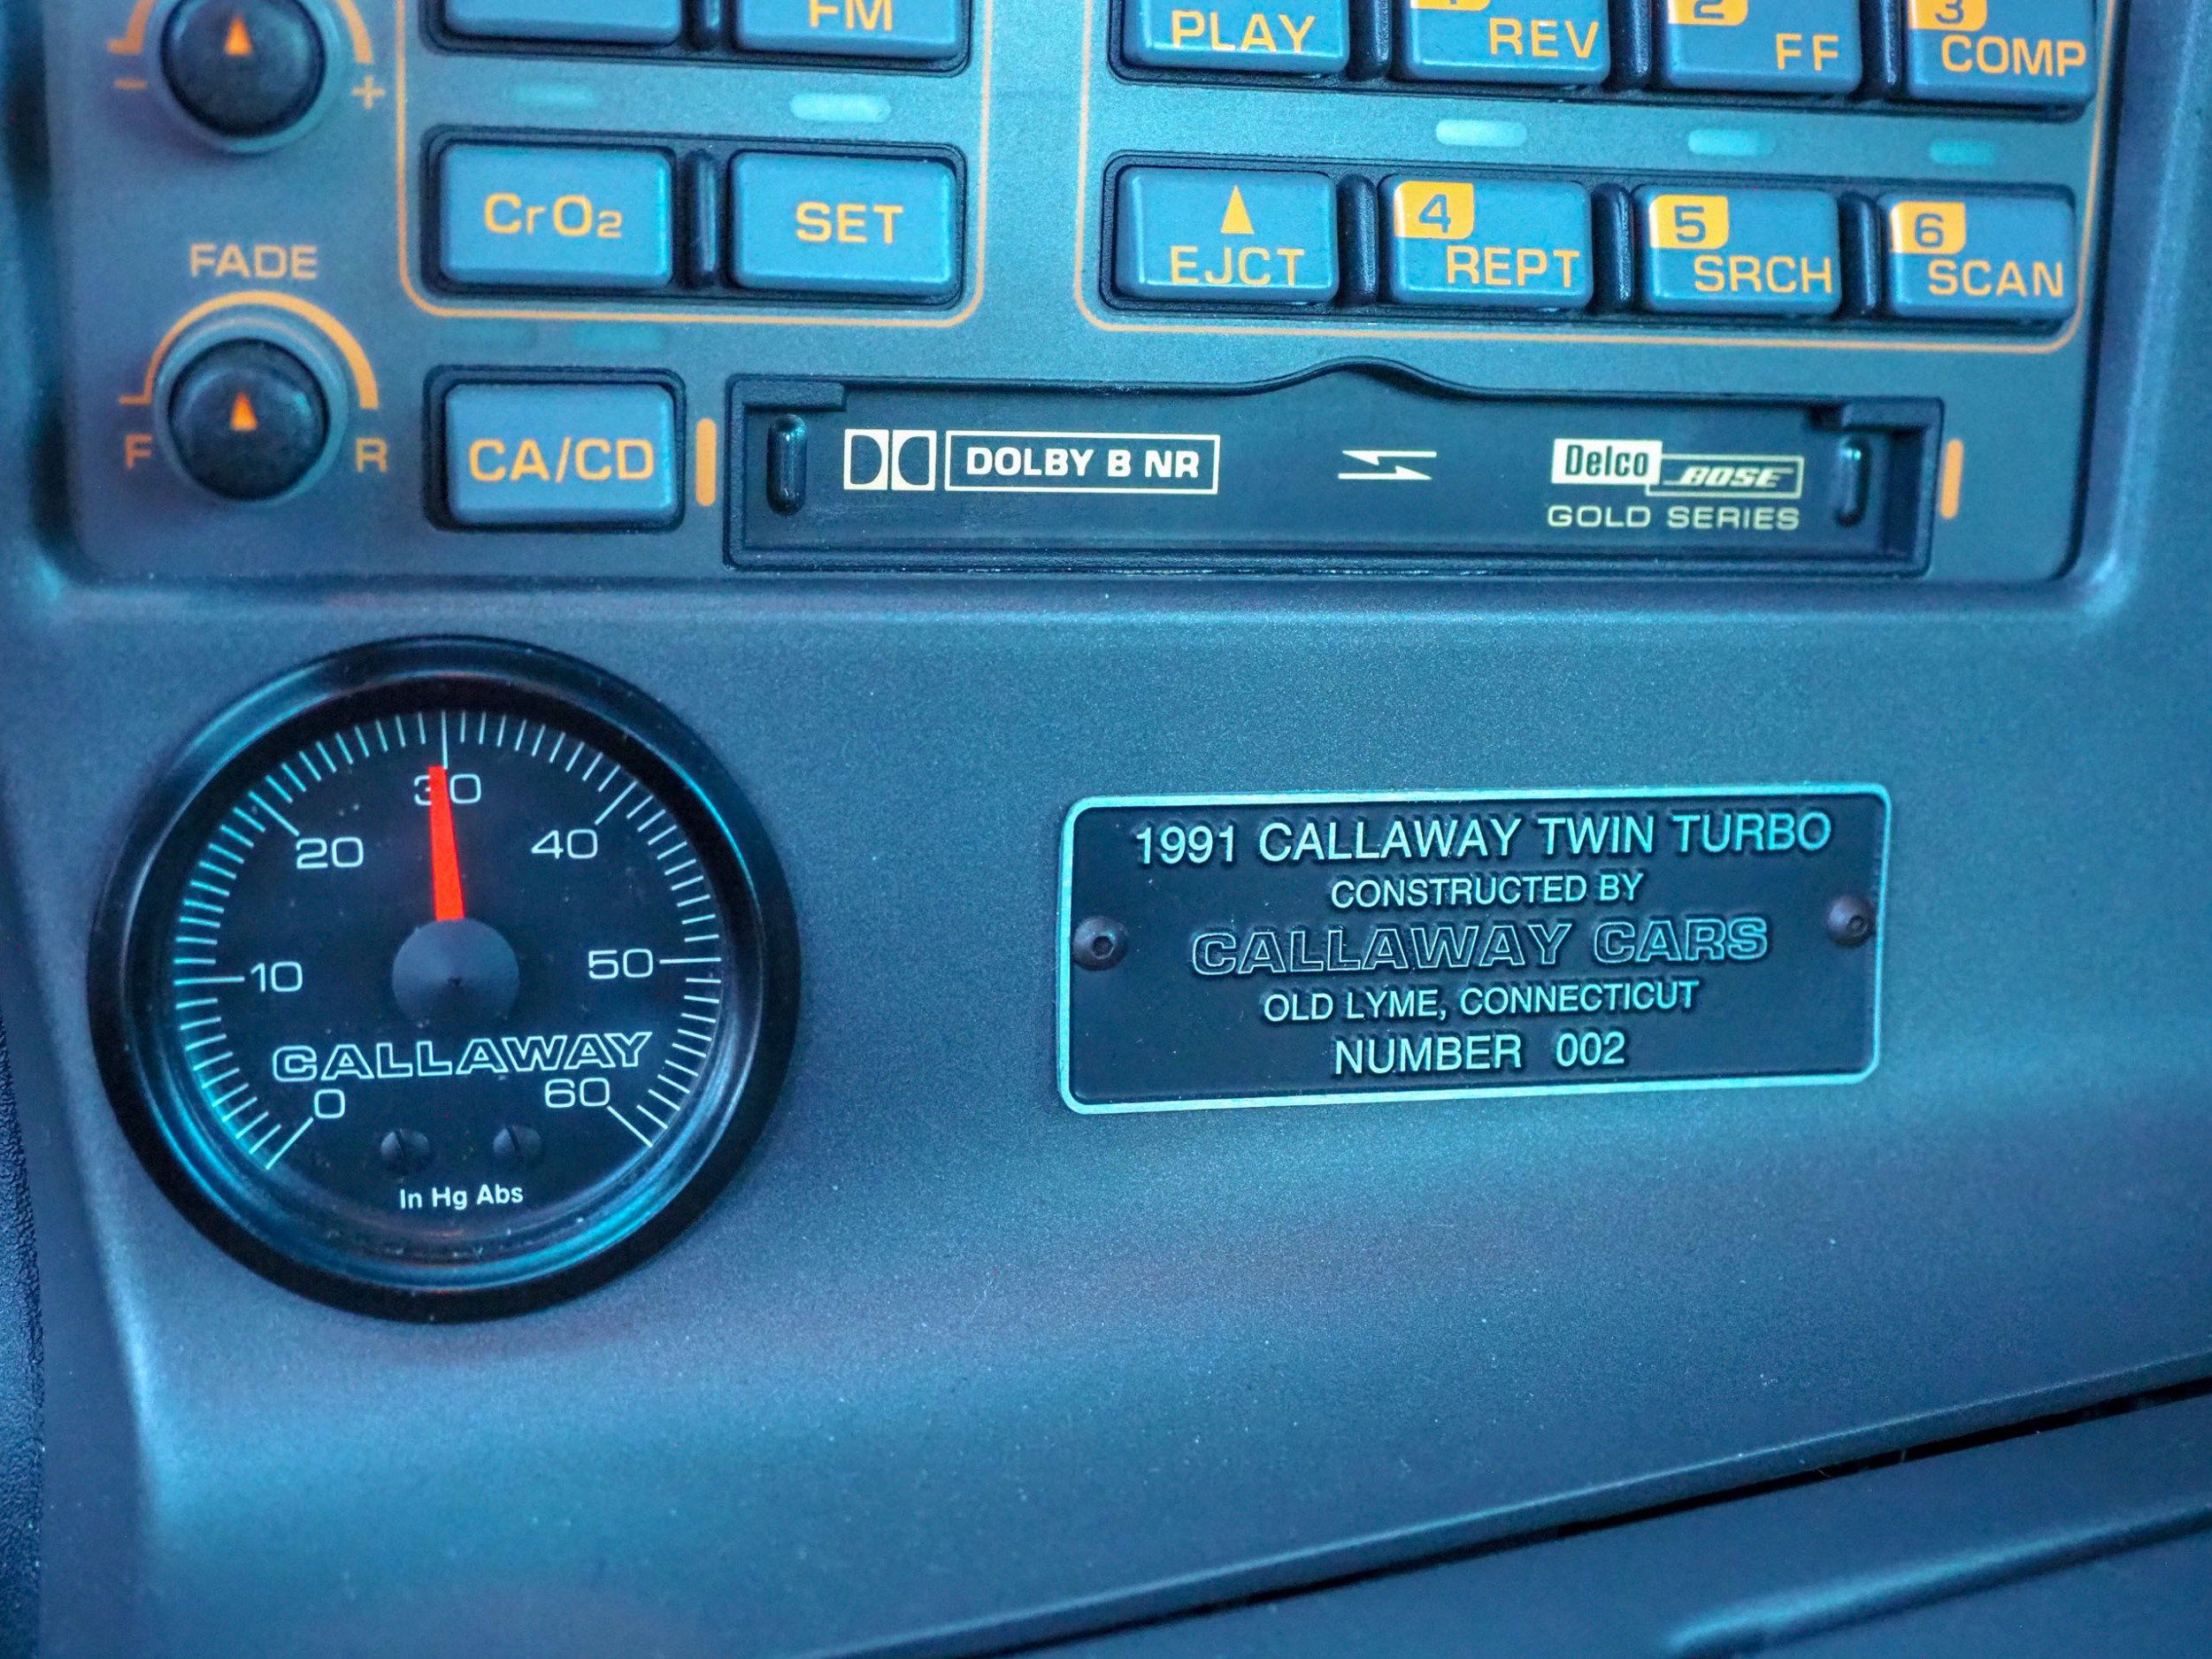 FM
PLAY
1 REV
2 FF
3 COMP
- +
CrO2
SET
EJCT
4 REPT
5 SRCH
6 SCAN
FADE
F R
CA/CD
DOLBY B NR
Delco BOSE
GOLD SERIES
30
20 40
10 50
CALLAWAY
0 60
In Hg Abs
1991 CALLAWAY TWIN TURBO
CONSTRUCTED BY
CALLAWAY CARS
OLD LYME, CONNECTICUT
NUMBER 002